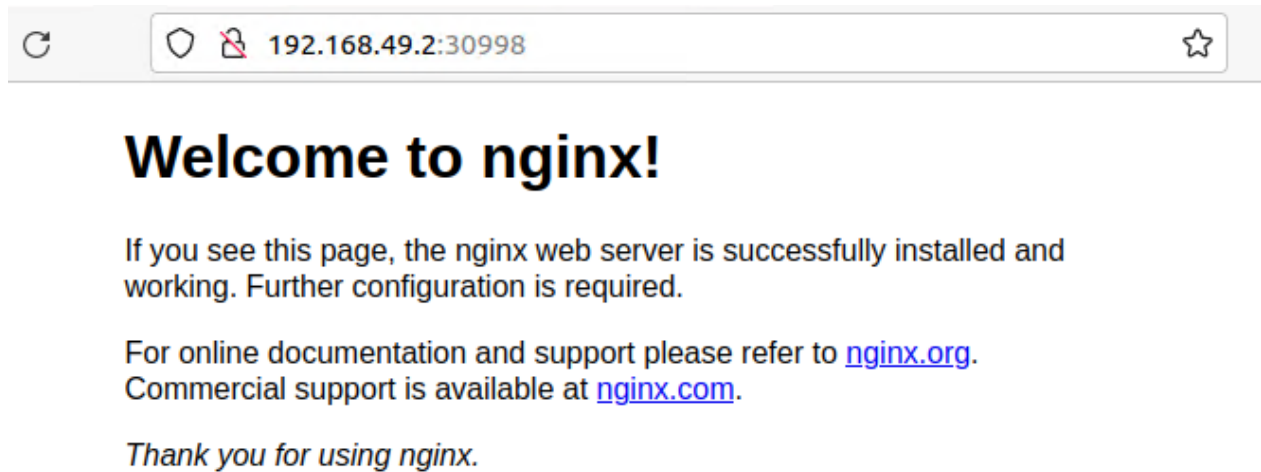 192.168.49.2:30998
Welcome to nginx!
If you see this page, the nginx web server is successfully installed and
working. Further configuration is required.
For online documentation and support please refer to nginx.org.
Commercial support is available at nginx.com.
Thank you for using nginx.